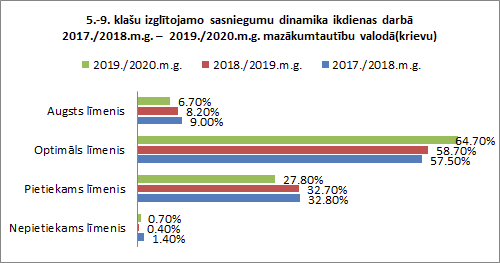 5.-9. klašu izglītojamo sasniegumu dinamika ikdienas darbā
2017./2018.m.g. – 2019./2020.m.g. mazākumtautību valodā(krievu)
2019./2020.m.g. 2018./2019.m.g. 2017./2018.m.g.
Augsts līmenis
6.70%
8.20%
9.00%
Optimāls līmenis
64.70%
58.70%
57.50%
Pietiekams līmenis
27.80%
32.70%
32.80%
Nepietiekams līmenis
0.70%
0.40%
1.40%